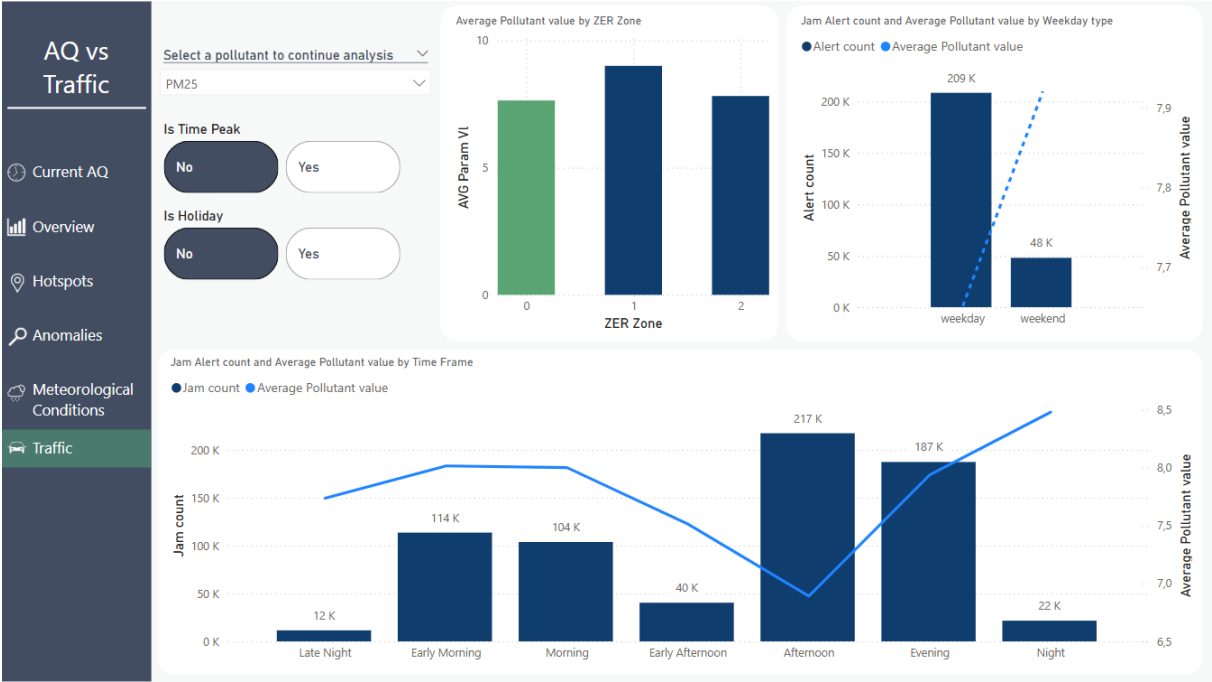 AQ vs
Traffic
Current AQ
Overview
Hotspots
Anomalies
Meteorological
Conditions
Traffic
Select a pollutant to continue analysis
PM25
Is Time Peak
No
Yes
Is Holiday
No
Yes
Average Pollutant value by ZER Zone
10
5
0
AVG Param Vl
0
1
2
ZER Zone
Jam Alert count and Average Pollutant value by Weekday type
Alert count
Average Pollutant value
200 K
150 K
100 K
50 K
0 K
Alert count
209 K
48 K
weekday
weekend
7,9
7,8
7,7
Average Pollutant value
Jam Alert count and Average Pollutant value by Time Frame
Jam count
Average Pollutant value
200 K
150 K
100 K
50 K
0 K
Jam count
12 K
114 K
104 K
40 K
217 K
187 K
22 K
Late Night
Early Morning
Morning
Early Afternoon
Afternoon
Evening
Night
8,5
8,0
7,5
7,0
6,5
Average Pollutant value